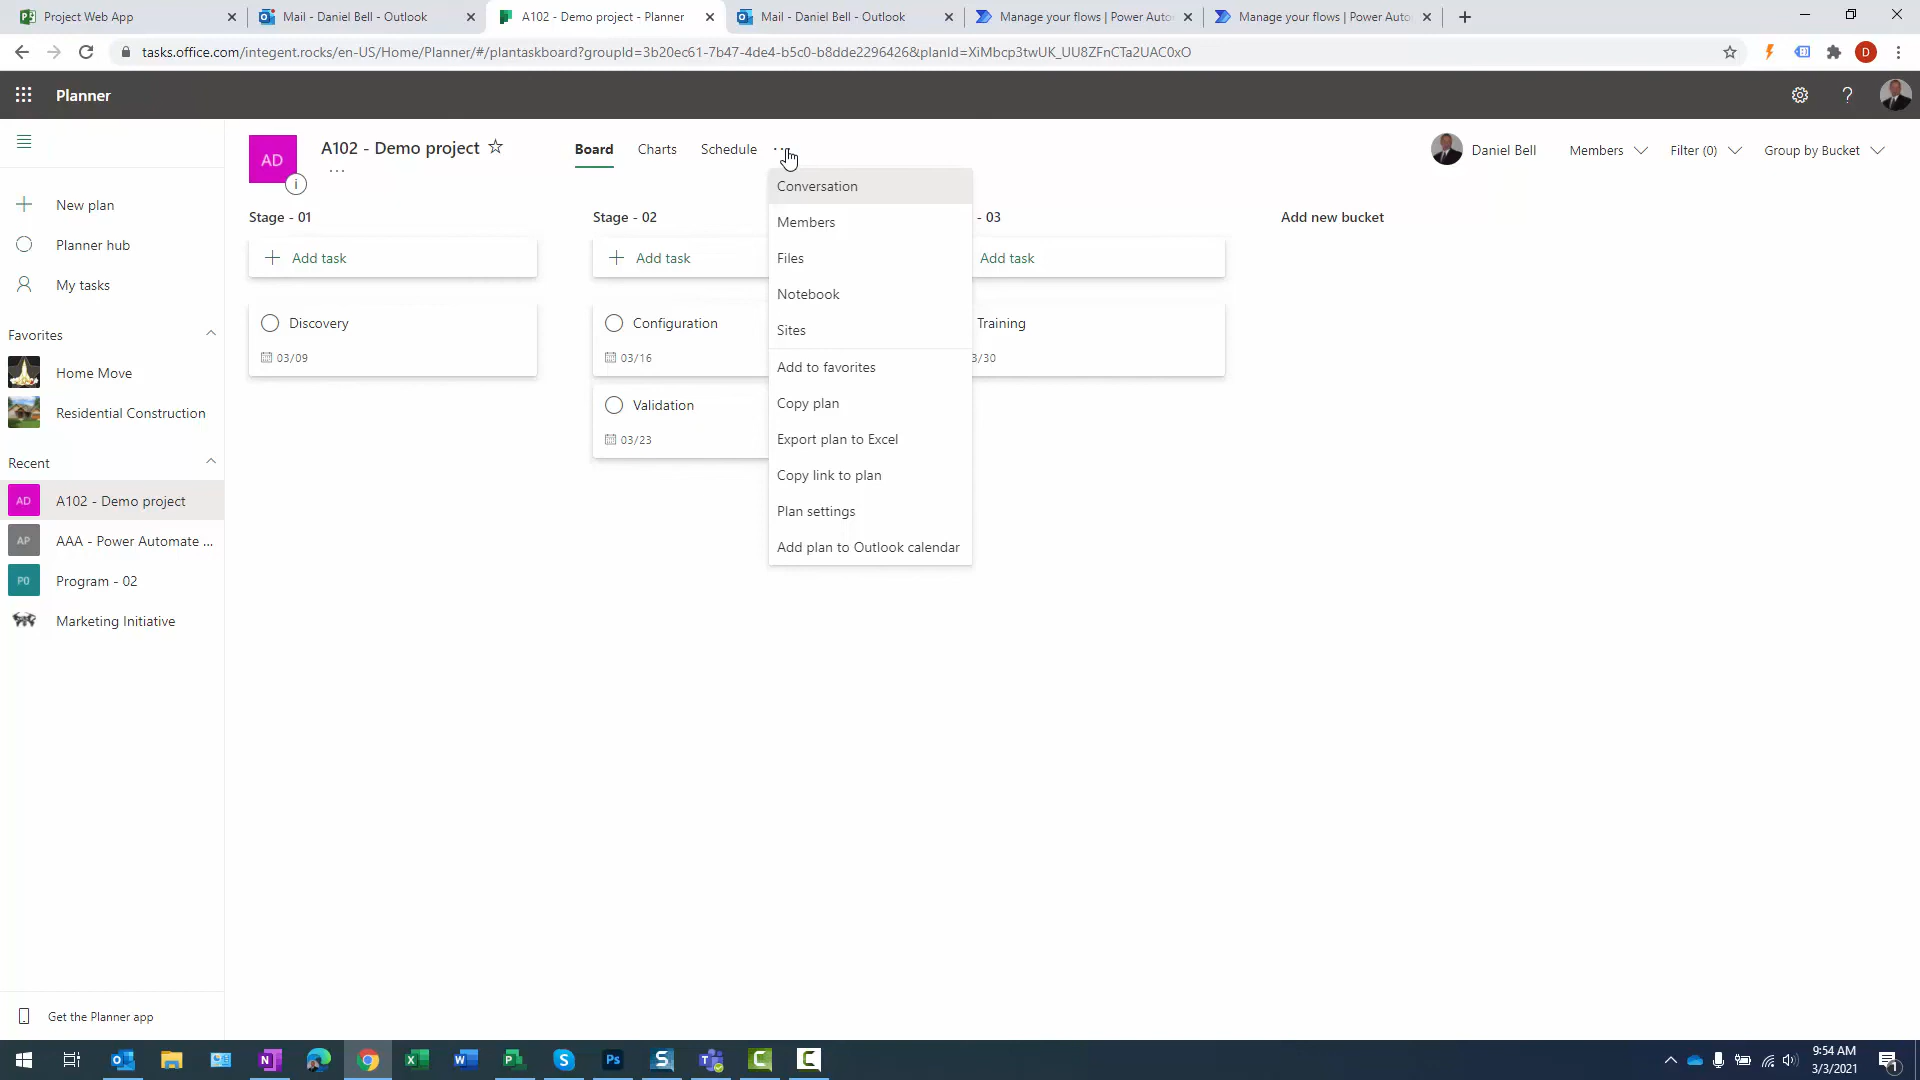 Project Web App
Mail - Daniel Bell - Outlook
A102 - Demo project - Planner
Mail - Daniel Bell - Outlook
Manage your flows | Power Auto
Manage your flows | Power Auto
tasks.office.com/integent.rocks/en-US/Home/Planner/#/plantaskboard?groupId=3b20ec61-7b47-4de4-b5c0-b8dde2296426&planId=XiMbcp3twUK_UU8ZFnCTa2UAC0xO
D
Planner
?
AD
i
A102 - Demo project
...
Board
Charts
Schedule
Daniel Bell
Members
Filter (0)
Group by Bucket
New plan
Planner hub
My tasks
Favorites
Home Move
Residential Construction
Recent
AD
A102 - Demo project
AP
AAA - Power Automate ...
P0
Program - 02
Marketing Initiative
Get the Planner app
Stage - 01
Add task
Discovery
03/09
Stage - 02
Add task
Configuration
03/16
Validation
03/23
- 03
Add task
Training
3/30
Add new bucket
Conversation
Members
Files
Notebook
Sites
Add to favorites
Copy plan
Export plan to Excel
Copy link to plan
Plan settings
Add plan to Outlook calendar
9:54 AM
3/3/2021
1